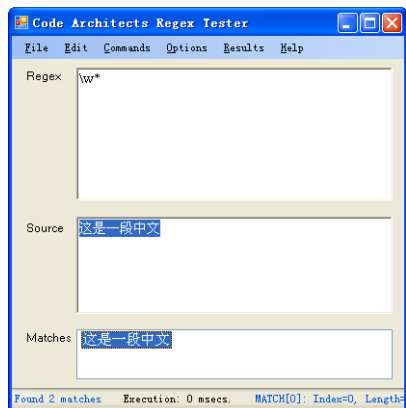 Code Architects Regex Tester
File Edit Commands Options Results Help
Regex
\w*
Source
这是一段中文
Matches
这是一段中文
Found 2 matches Execution: 0 msecs. MATCH[0]: Index=0, Length=